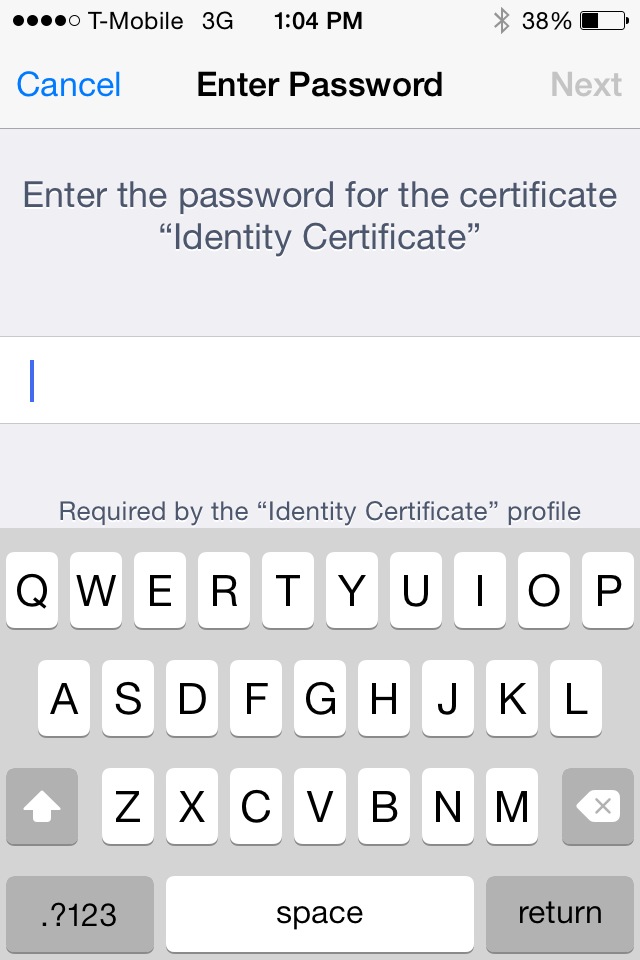 T-Mobile 3G 1:04 PM 38%
Cancel Enter Password Next
Enter the password for the certificate
“Identity Certificate”
Required by the “Identity Certificate” profile
Q W E R T Y U I O P
A S D F G H J K L
Z X C V B N M
.?123 space return